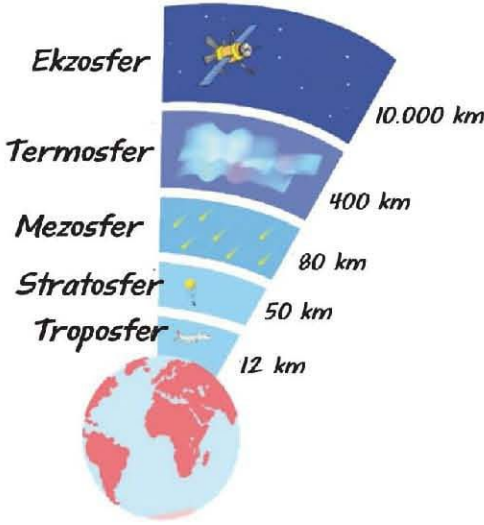 Ekzosfer
10.000 km
Termosfer
400 km
Mezosfer
80 km
Stratosfer
50 km
Troposfer
12 km